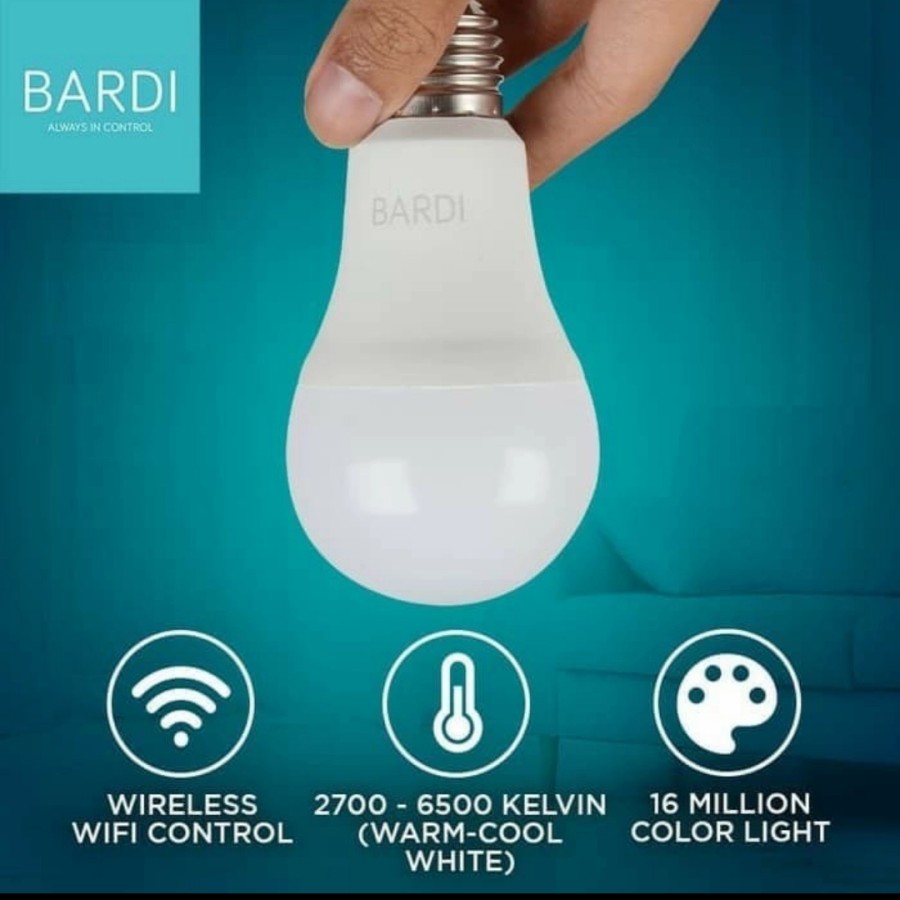 BARDI
ALWAYS IN CONTROL
BARDI
WIRELESS
WIFI CONTROL
2700 - 6500 KELVIN
(WARM-COOL
WHITE)
16 MILLION
COLOR LIGHT